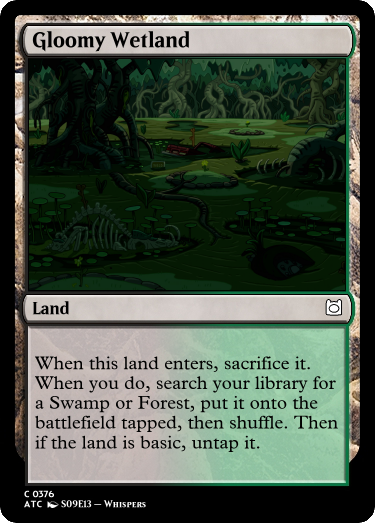 Gloomy Wetland
Land
When this land enters, sacrifice it.
When you do, search your library for
a Swamp or Forest, put it onto the
battlefield tapped, then shuffle. Then
if the land is basic, untap it.
C 0376
ATC S09E13 – Whispers